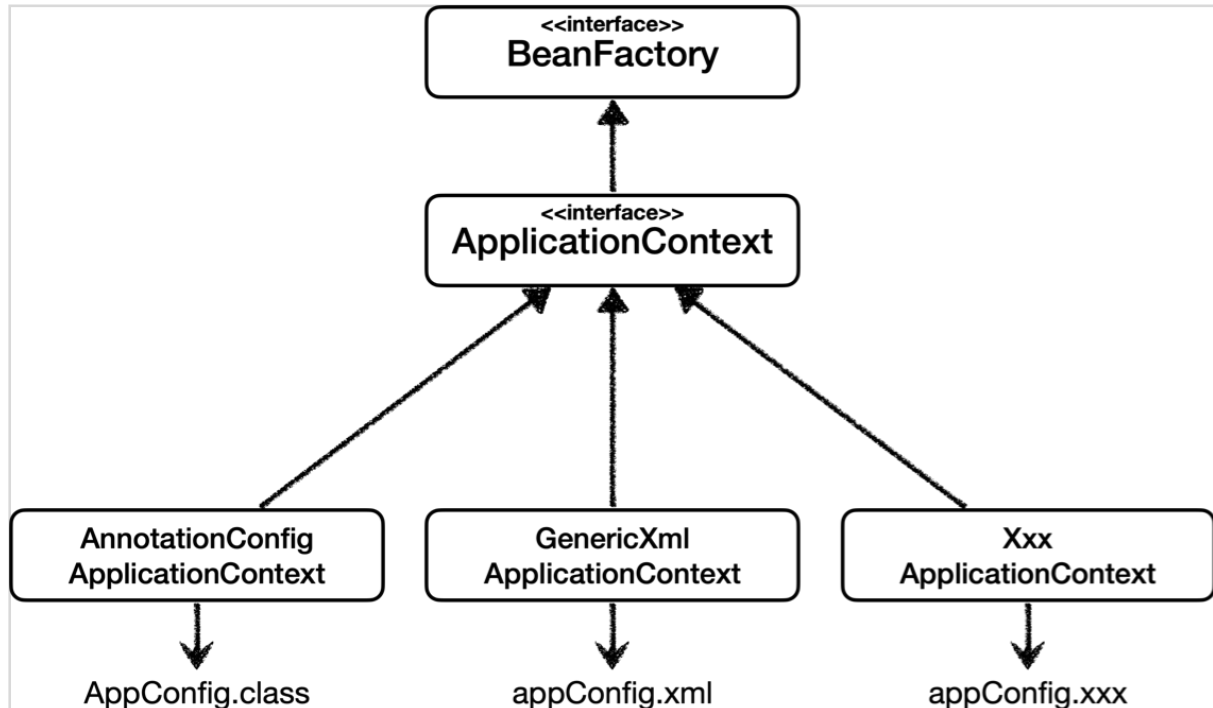 <<interface>>
BeanFactory
<<interface>>
ApplicationContext
AnnotationConfig
ApplicationContext
GenericXml
ApplicationContext
Xxx
ApplicationContext
AppConfig.class
appConfig.xml
appConfig.xxx